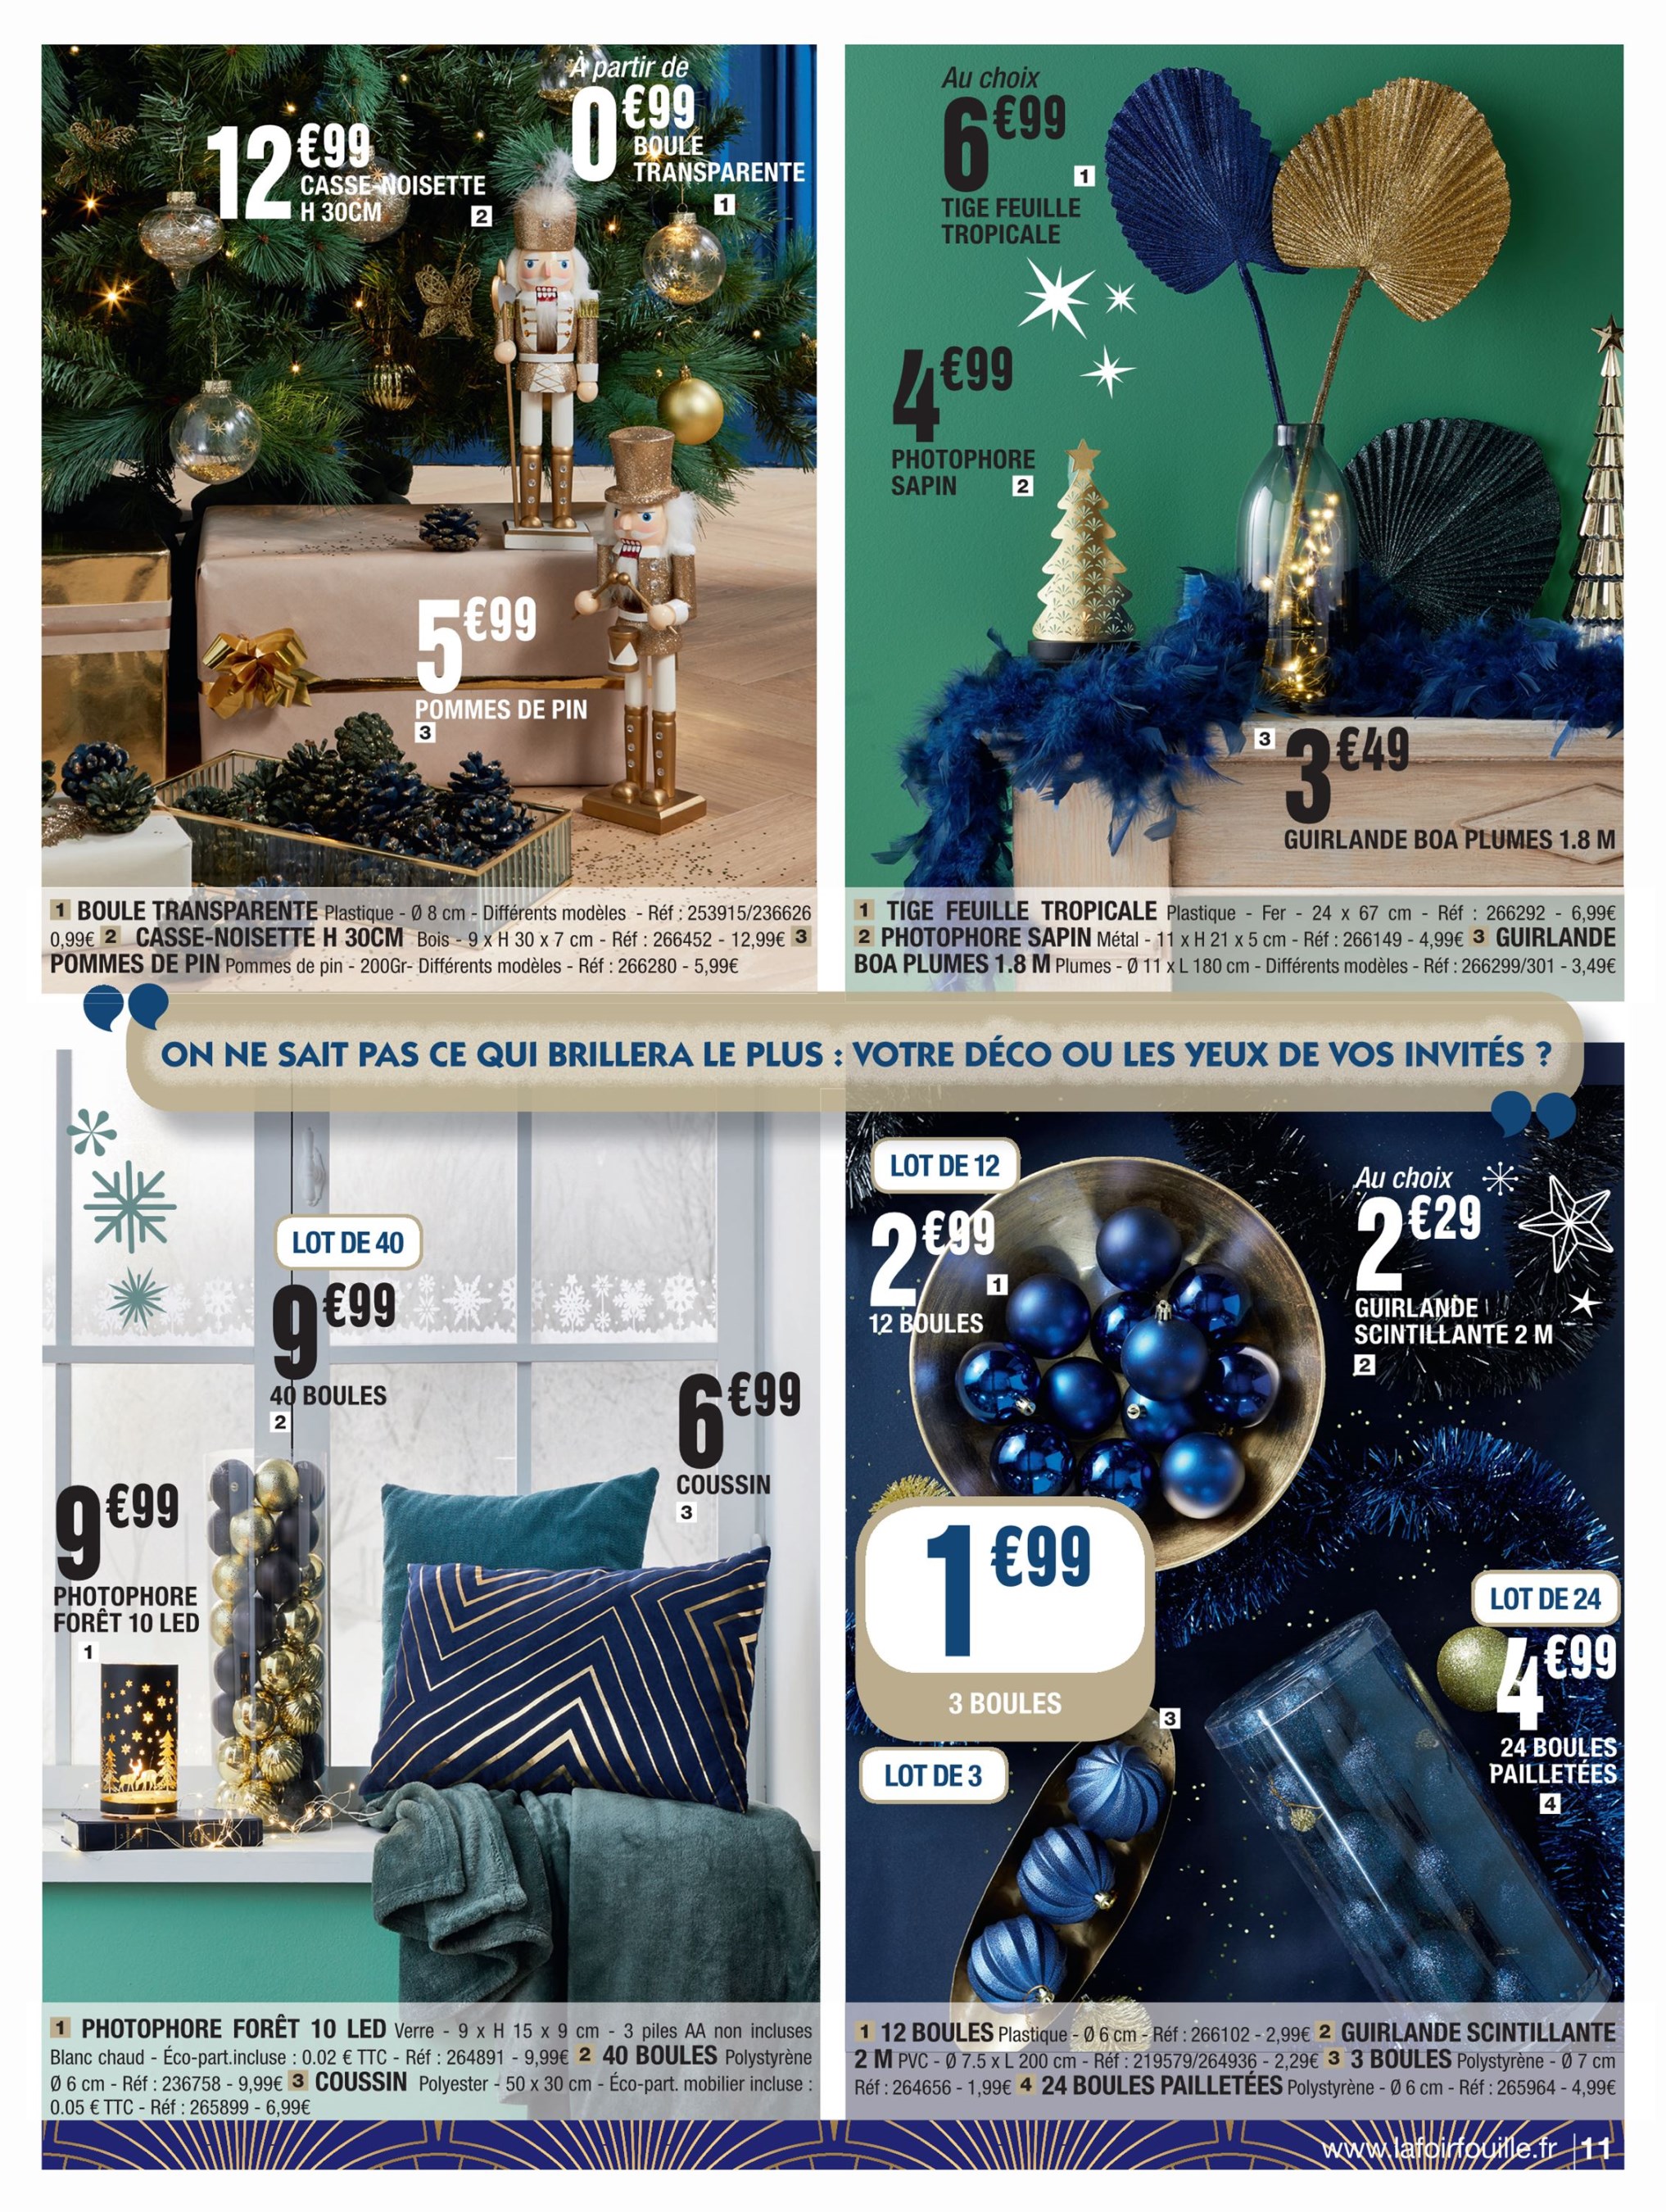 À partir de
0€99
BOULE
TRANSPARENTE
1
12€99
CASSE-NOISETTE
H 30CM
2
5€99
POMMES DE PIN
3
1 BOULE TRANSPARENTE Plastique - Ø 8 cm - Différents modèles - Réf : 253915/236626
0,99€ 2 CASSE-NOISETTE H 30CM Bois - 9 x H 30 x 7 cm - Réf : 266452 - 12,99€ 3
POMMES DE PIN Pommes de pin - 200Gr- Différents modèles - Réf : 266280 - 5,99€
Au choix
6€99
1
TIGE FEUILLE
TROPICALE
4€99
PHOTOPHORE
SAPIN 2
3 3€49
GUIRLANDE BOA PLUMES 1.8 M
1 TIGE FEUILLE TROPICALE Plastique - Fer - 24 x 67 cm - Réf : 266292 - 6,99€
2 PHOTOPHORE SAPIN Métal - 11 x H 21 x 5 cm - Réf : 266149 - 4,99€ 3 GUIRLANDE
BOA PLUMES 1.8 M Plumes - Ø 11 x L 180 cm - Différents modèles - Réf : 266299/301 - 3,49€
ON NE SAIT PAS CE QUI BRILLERA LE PLUS : VOTRE DÉCO OU LES YEUX DE VOS INVITÉS ?
LOT DE 40
9€99
40 BOULES
2
6€99
COUSSIN
3
9€99
PHOTOPHORE
FORÊT 10 LED
1
1 PHOTOPHORE FORÊT 10 LED Verre - 9 x H 15 x 9 cm - 3 piles AA non incluses
Blanc chaud - Éco-part.incluse : 0.02 € TTC - Réf : 264891 - 9,99€ 2 40 BOULES Polystyrène
Ø 6 cm - Réf : 236758 - 9,99€ 3 COUSSIN Polyester - 50 x 30 cm - Éco-part. mobilier incluse :
0.05 € TTC - Réf : 265899 - 6,99€
LOT DE 12
2€99
1
12 BOULES
Au choix
2€29
GUIRLANDE
SCINTILLANTE 2 M
2
1€99
3 BOULES
3
LOT DE 3
LOT DE 24
4€99
24 BOULES
PAILLETÉES
4
1 12 BOULES Plastique - Ø 6 cm - Réf : 266102 - 2,99€ 2 GUIRLANDE SCINTILLANTE
2 M PVC - Ø 7.5 x L 200 cm - Réf : 219579/264936 - 2,29€ 3 3 BOULES Polystyrène - Ø 7 cm
Réf : 264656 - 1,99€ 4 24 BOULES PAILLETÉES Polystyrène - Ø 6 cm - Réf : 265964 - 4,99€
www.lafoirfouille.fr | 11